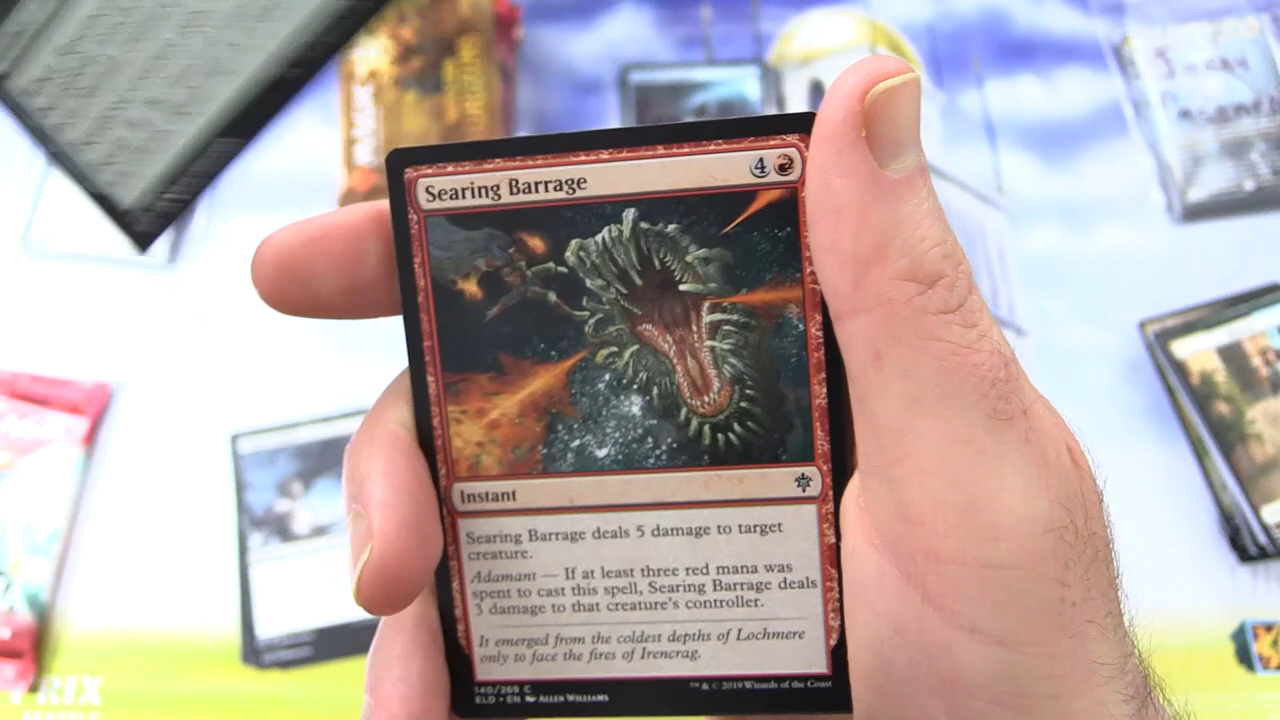 Searing Barrage 4
Instant
Searing Barrage deals 5 damage to target
creature.
Adamant — If at least three red mana was
spent to cast this spell, Searing Barrage deals
3 damage to that creature's controller.
It emerged from the coldest depths of Lochmere
only to face the fires of Irencrag.
140/269 C
ELD • EN ALLEN WILLIAMS
™ & © 2019 Wizards of the Coast
PRIX